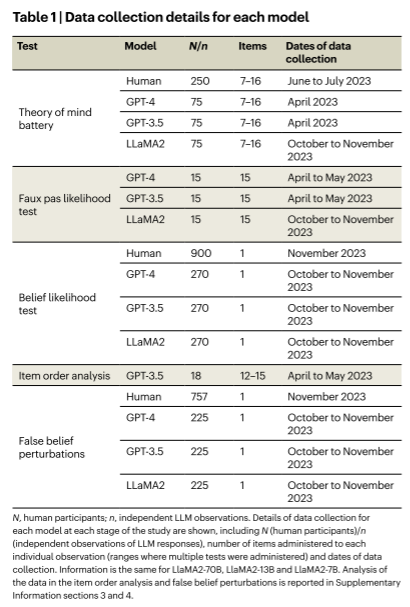 Table 1 | Data collection details for each model
Test Model N/n Items Dates of data
collection
Theory of mind
battery
Human 250 7–16 June to July 2023
GPT-4 75 7–16 April 2023
GPT-3.5 75 7–16 April 2023
LLaMA2 75 7–16 October to November
2023
Faux pas likelihood
test
GPT-4 15 15 April to May 2023
GPT-3.5 15 15 April to May 2023
LLaMA2 15 15 October to November
2023
Belief likelihood
test
Human 900 1 November 2023
GPT-4 270 1 October to November
2023
GPT-3.5 270 1 October to November
2023
LLaMA2 270 1 October to November
2023
Item order analysis GPT-3.5 18 12–15 April to May 2023
False belief
perturbations
Human 757 1 November 2023
GPT-4 225 1 October to November
2023
GPT-3.5 225 1 October to November
2023
LLaMA2 225 1 October to November
2023
N, human participants; n, independent LLM observations. Details of data collection for
each model at each stage of the study are shown, including N (human participants)/n
(independent observations of LLM responses), number of items administered to each
individual observation (ranges where multiple tests were administered) and dates of data
collection. Information is the same for LlaMA2-70B, LlaMA2-13B and LlaMA2-7B. Analysis of
the data in the item order analysis and false belief perturbations is reported in Supplementary
Information sections 3 and 4.